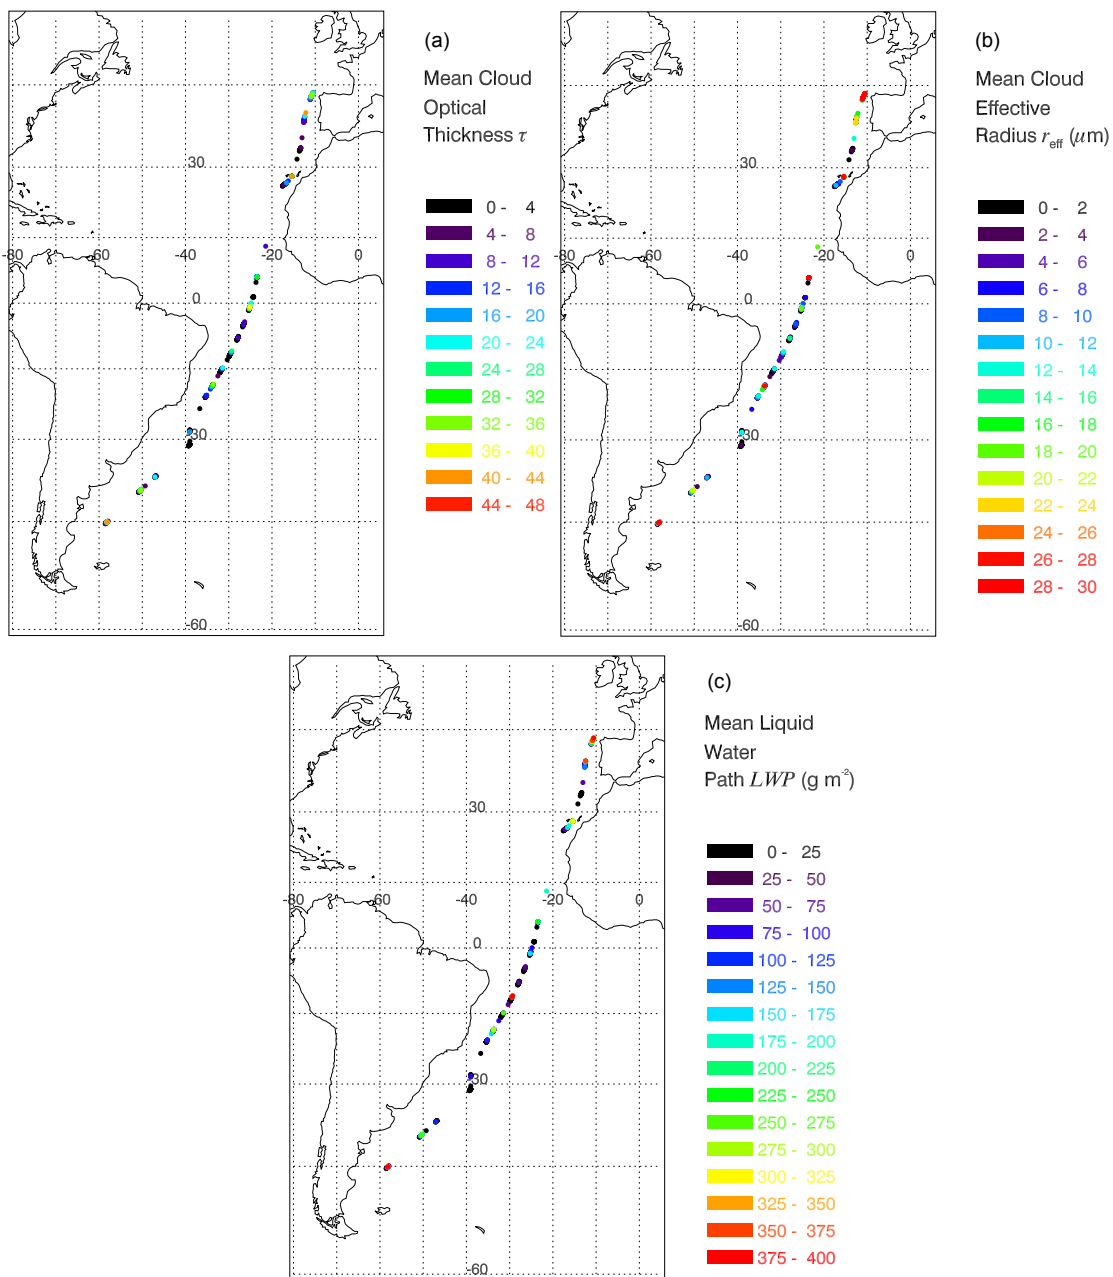 (a)
Mean Cloud
Optical
Thickness τ
0 - 4
4 - 8
8 - 12
12 - 16
16 - 20
20 - 24
24 - 28
28 - 32
32 - 36
36 - 40
40 - 44
44 - 48
30
-80 -60 -40 -20 0
0
-30
-60
(b)
Mean Cloud
Effective
Radius r_eff (μm)
0 - 2
2 - 4
4 - 6
6 - 8
8 - 10
10 - 12
12 - 14
14 - 16
16 - 18
18 - 20
20 - 22
22 - 24
24 - 26
26 - 28
28 - 30
30
-80 -60 -40 -20 0
0
-30
-60
(c)
Mean Liquid
Water
Path LWP (g m⁻²)
0 - 25
25 - 50
50 - 75
75 - 100
100 - 125
125 - 150
150 - 175
175 - 200
200 - 225
225 - 250
250 - 275
275 - 300
300 - 325
325 - 350
350 - 375
375 - 400
30
-80 -60 -40 -20 0
0
-30
-60